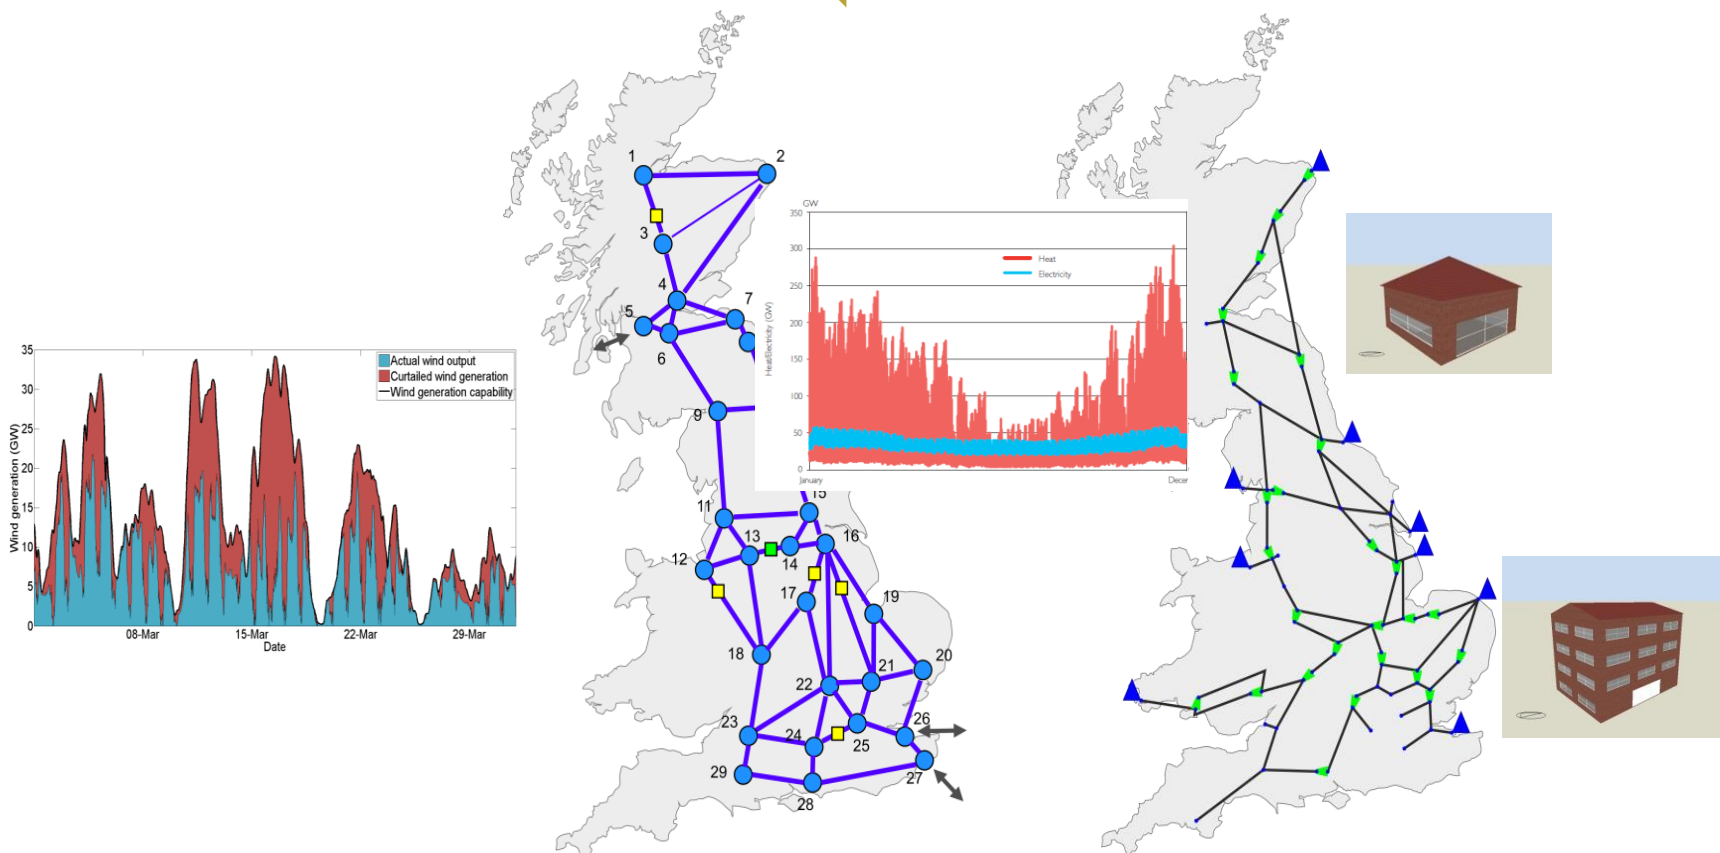 35
30
25
20
15
10
5
0
Wind generation (GW)
Actual wind output
Curtailed wind generation
Wind generation capability
08-Mar
15-Mar
22-Mar
29-Mar
Date
1
2
3
4
5
6
7
9
11
12
13
14
15
16
17
18
19
20
21
22
23
24
25
26
27
28
29
GW
350
300
250
200
150
100
50
0
Heat/Electricity (GW)
Heat
Electricity
January
Decer